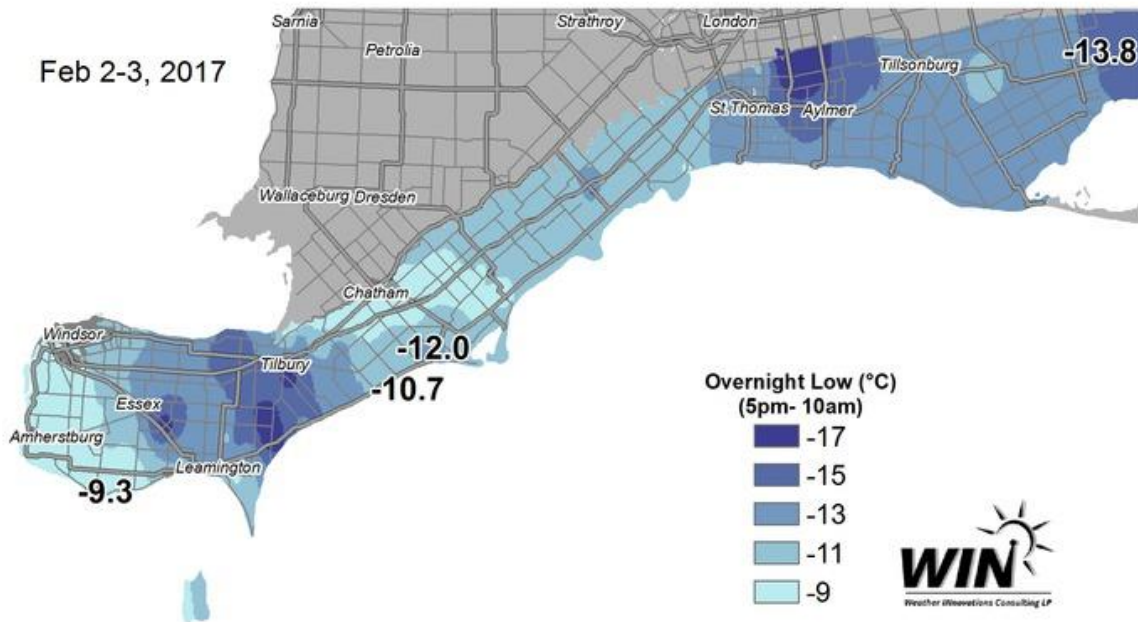 Sarnia
Strathroy
London
Petrolia
Feb 2-3, 2017
-13.8
Tillsonburg
St. Thomas
Aylmer
Wallaceburg
Dresden
Chatham
Windsor
-12.0
Tilbury
-10.7
Essex
Amherstburg
Leamington
-9.3
Overnight Low (°C)
(5pm- 10am)
-17
-15
-13
-11
-9
WIN
Weather INnovations Consulting LP